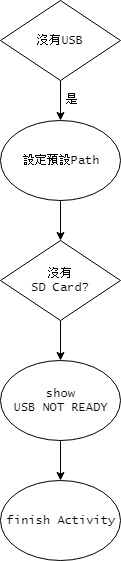 沒有USB
是
設定預設Path
沒有
SD Card?
show
USB NOT READY
finish Activity